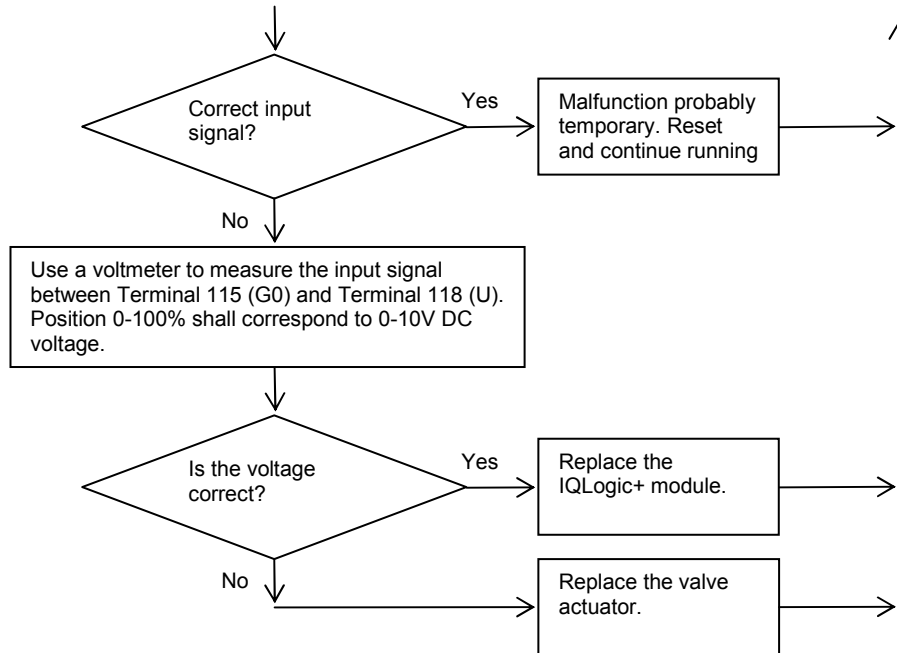 Correct input
signal?
Yes
Malfunction probably
temporary. Reset
and continue running
No
Use a voltmeter to measure the input signal
between Terminal 115 (G0) and Terminal 118 (U).
Position 0-100% shall correspond to 0-10V DC
voltage.
Is the voltage
correct?
Yes
Replace the
IQLogic+ module.
No
Replace the valve
actuator.